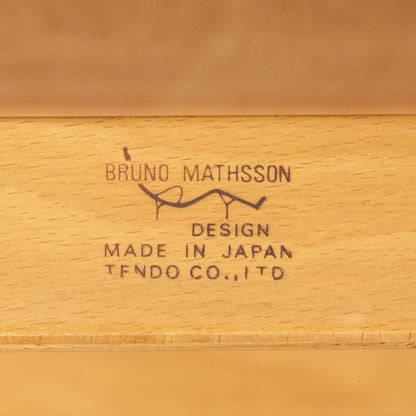 BRUNO MATHSSON
DESIGN
MADE IN JAPAN
TENDO CO., LTD